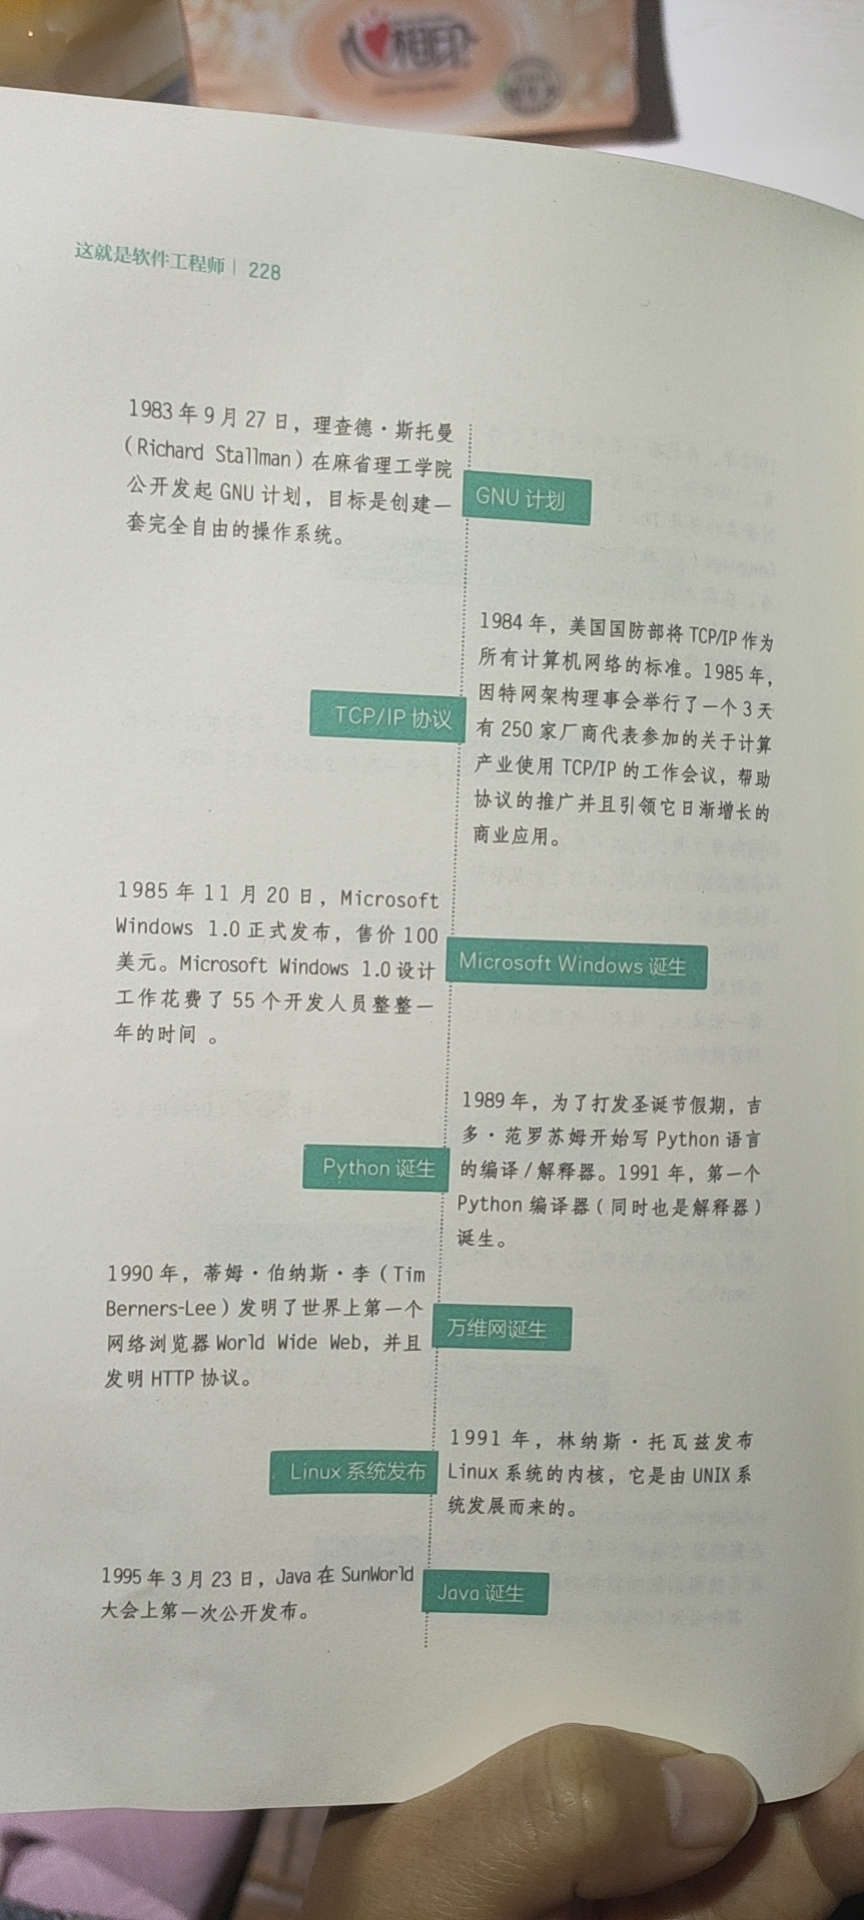 心相印
这就是软件工程师 | 228
1983 年 9 月 27 日，理查德·斯托曼
（Richard Stallman）在麻省理工学院
公开发起 GNU 计划，目标是创建一
套完全自由的操作系统。
GNU 计划
1984 年，美国国防部将 TCP/IP 作为
所有计算机网络的标准。1985 年，
因特网架构理事会举行了一个 3 天
有 250 家厂商代表参加的关于计算
产业使用 TCP/IP 的工作会议，帮助
协议的推广并且引领它日渐增长的
商业应用。
TCP/IP 协议
1985 年 11 月 20 日，Microsoft
Windows 1.0 正式发布，售价 100
美元。Microsoft Windows 1.0 设计
工作花费了 55 个开发人员整整一
年的时间 。
Microsoft Windows 诞生
1989 年，为了打发圣诞节假期，吉
多·范罗苏姆开始写 Python 语言
的编译 / 解释器。1991 年，第一个
Python 编译器（同时也是解释器）
诞生。
Python 诞生
1990 年，蒂姆·伯纳斯·李（Tim
Berners-Lee）发明了世界上第一个
网络浏览器 World Wide Web，并且
发明 HTTP 协议。
万维网诞生
1991 年，林纳斯·托瓦兹发布
Linux 系统的内核，它是由 UNIX 系
统发展而来的。
Linux 系统发布
1995 年 3 月 23 日，Java 在 SunWorld
大会上第一次公开发布。
Java 诞生